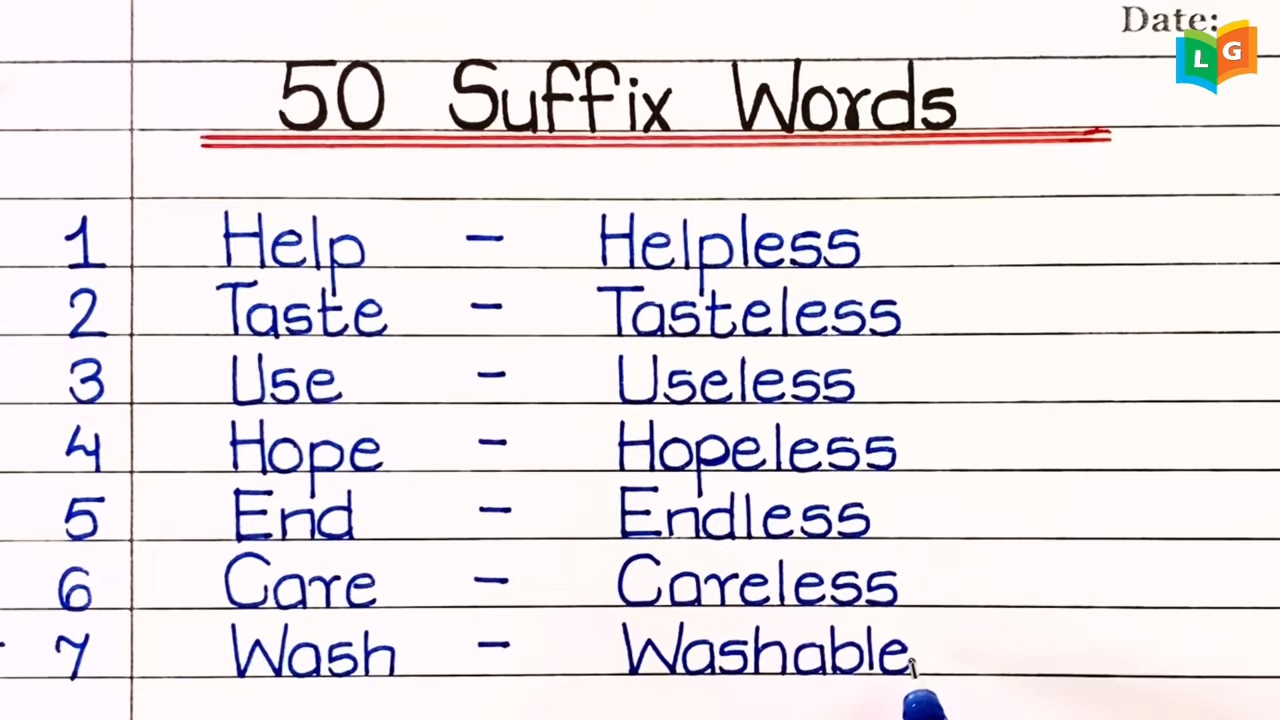 Date:
L G
50 Suffix Words
1 Help - Helpless
2 Taste - Tasteless
3 Use - Useless
4 Hope - Hopeless
5 End - Endless
6 Care - Careless
7 Wash - Washable